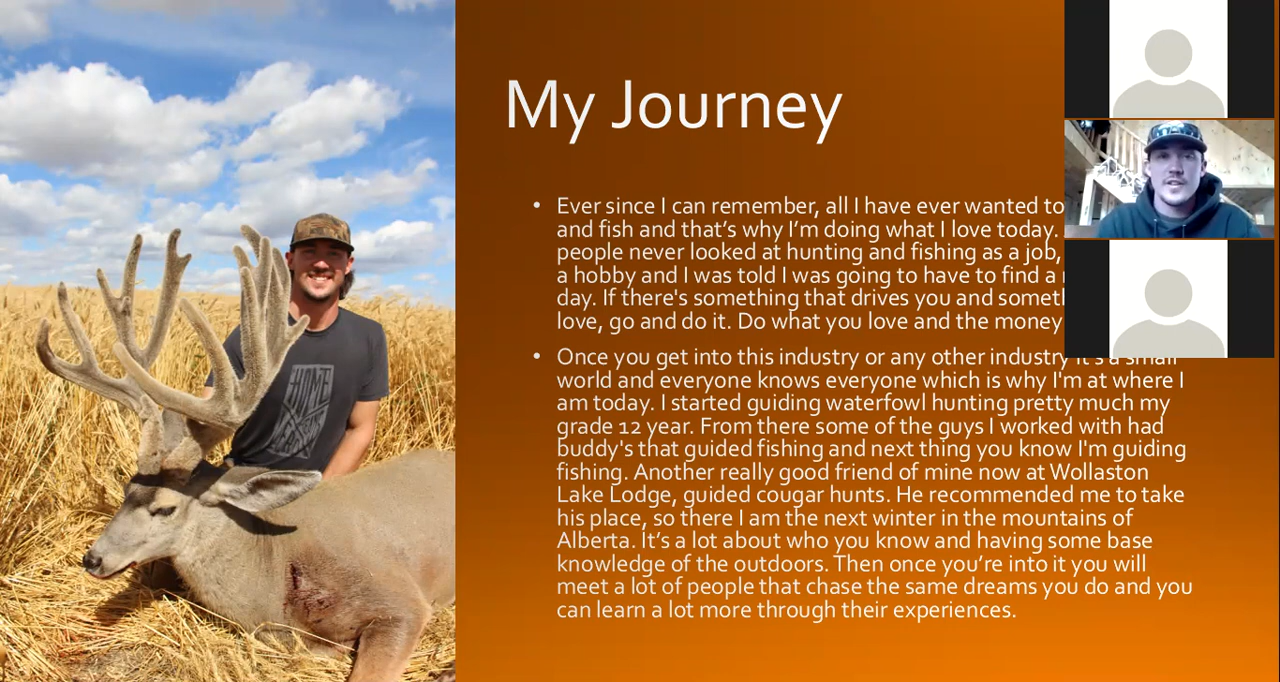 My Journey
• Ever since I can remember, all I have ever wanted to
and fish and that’s why I’m doing what I love today.
people never looked at hunting and fishing as a job,
a hobby and I was told I was going to have to find a
day. If there's something that drives you and
love, go and do it. Do what you love and the money
• Once you get into this industry or any other industry it's a small
world and everyone knows everyone which is why I'm at where I
am today. I started guiding waterfowl hunting pretty much my
grade 12 year. From there some of the guys I worked with had
buddy's that guided fishing and next thing you know I'm guiding
fishing. Another really good friend of mine now at Wollaston
Lake Lodge, guided cougar hunts. He recommended me to take
his place, so there I am the next winter in the mountains of
Alberta. It’s a lot about who you know and having some base
knowledge of the outdoors. Then once you’re into it you will
meet a lot of people that chase the same dreams you do and you
can learn a lot more through their experiences.